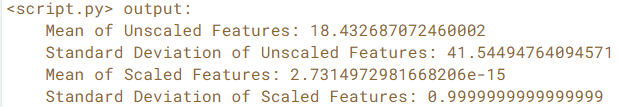 <script.py> output:
Mean of Unscaled Features: 18.432687072460002
Standard Deviation of Unscaled Features: 41.54494764094571
Mean of Scaled Features: 2.7314972981668206e-15
Standard Deviation of Scaled Features: 0.9999999999999999